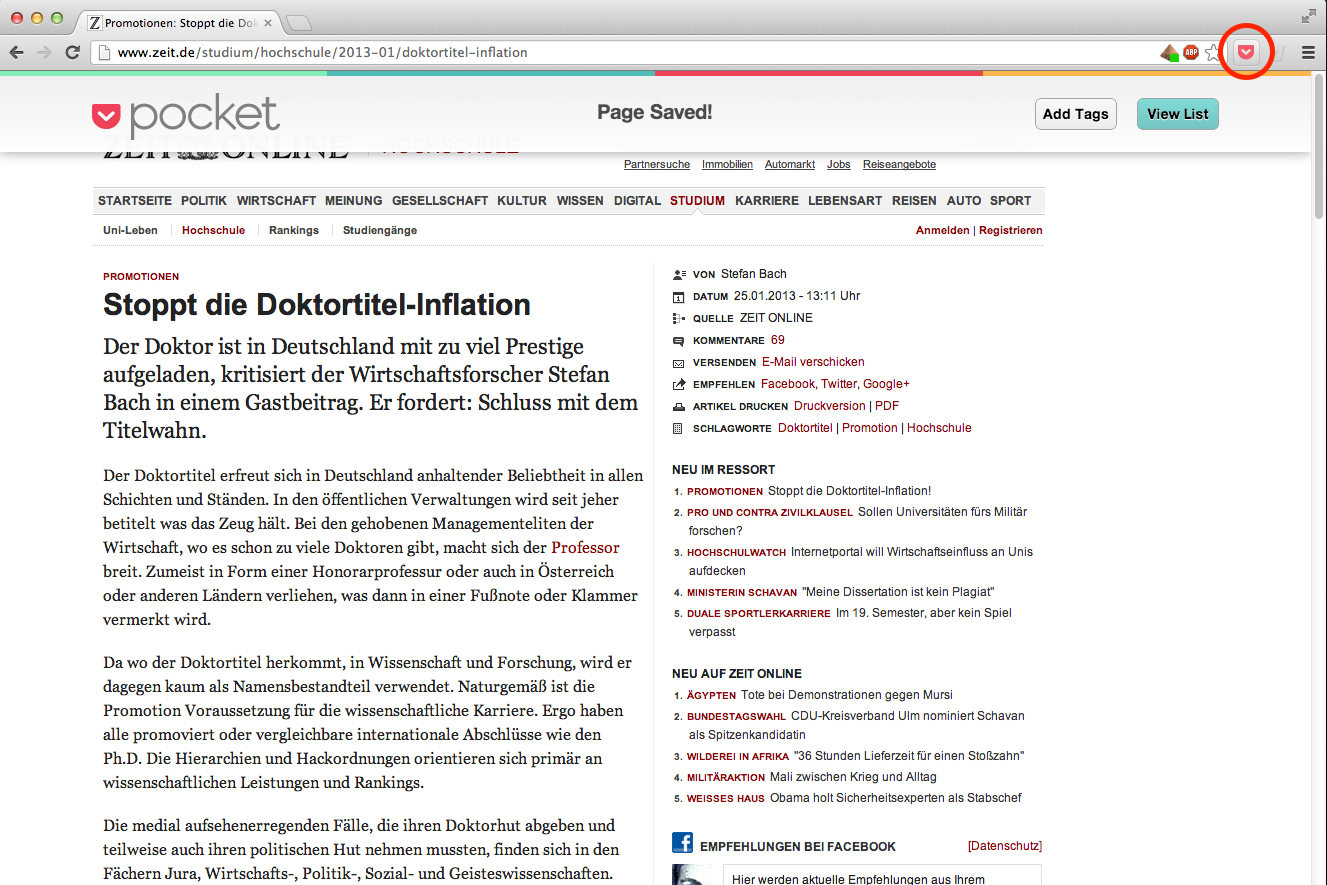 Promotionen: Stoppt die Dok
www.zeit.de/studium/hochschule/2013-01/doktortitel-inflation
ABP
pocket
Page Saved!
Add Tags
View List
ZEIT ONLINE
HOCHSCHULE
Partnersuche Immobilien Automarkt Jobs Reiseangebote
STARTSEITE POLITIK WIRTSCHAFT MEINUNG GESELLSCHAFT KULTUR WISSEN DIGITAL STUDIUM KARRIERE LEBENSART REISEN AUTO SPORT
Uni-Leben Hochschule Rankings Studiengänge
Anmelden | Registrieren
PROMOTIONEN
Stoppt die Doktortitel-Inflation
Der Doktor ist in Deutschland mit zu viel Prestige
aufgeladen, kritisiert der Wirtschaftsforscher Stefan
Bach in einem Gastbeitrag. Er fordert: Schluss mit dem
Titelwahn.
Der Doktortitel erfreut sich in Deutschland anhaltender Beliebtheit in allen
Schichten und Ständen. In den öffentlichen Verwaltungen wird seit jeher
betitelt was das Zeug hält. Bei den gehobenen Managementeliten der
Wirtschaft, wo es schon zu viele Doktoren gibt, macht sich der Professor
breit. Zumeist in Form einer Honorarprofessur oder auch in Österreich
oder anderen Ländern verliehen, was dann in einer Fußnote oder Klammer
vermerkt wird.
Da wo der Doktortitel herkommt, in Wissenschaft und Forschung, wird er
dagegen kaum als Namensbestandteil verwendet. Naturgemäß ist die
Promotion Voraussetzung für die wissenschaftliche Karriere. Ergo haben
alle promoviert oder vergleichbare internationale Abschlüsse wie den
Ph.D. Die Hierarchien und Hackordnungen orientieren sich primär an
wissenschaftlichen Leistungen und Rankings.
Die medial aufsehenerregenden Fälle, die ihren Doktorhut abgeben und
teilweise auch ihren politischen Hut nehmen mussten, finden sich in den
Fächern Jura, Wirtschafts-, Politik-, Sozial- und Geisteswissenschaften.
VON Stefan Bach
DATUM 25.01.2013 - 13:11 Uhr
QUELLE ZEIT ONLINE
KOMMENTARE 69
VERSENDEN E-Mail verschicken
EMPFEHLEN Facebook, Twitter, Google+
ARTIKEL DRUCKEN Druckversion | PDF
SCHLAGWORTE Doktortitel | Promotion | Hochschule
NEU IM RESSORT
1. PROMOTIONEN Stoppt die Doktortitel-Inflation!
2. PRO UND CONTRA ZIVILKLAUSEL Sollen Universitäten fürs Militär
forschen?
3. HOCHSCHULWATCH Internetportal will Wirtschaftseinfluss an Unis
aufdecken
4. MINISTERIN SCHAVAN "Meine Dissertation ist kein Plagiat"
5. DUALE SPORTLERKARRIERE Im 19. Semester, aber kein Spiel
verpasst
NEU AUF ZEIT ONLINE
1. ÄGYPTEN Tote bei Demonstrationen gegen Mursi
2. BUNDESTAGSWAHL CDU-Kreisverband Ulm nominiert Schavan
als Spitzenkandidatin
3. WILDEREI IN AFRIKA "36 Stunden Lieferzeit für einen Stoßzahn"
4. MILITÄRAKTION Mali zwischen Krieg und Alltag
5. WEISSES HAUS Obama holt Sicherheitsexperten als Stabschef
EMPFEHLUNGEN BEI FACEBOOK
[Datenschutz]
Hier werden aktuelle Empfehlungen aus Ihrem